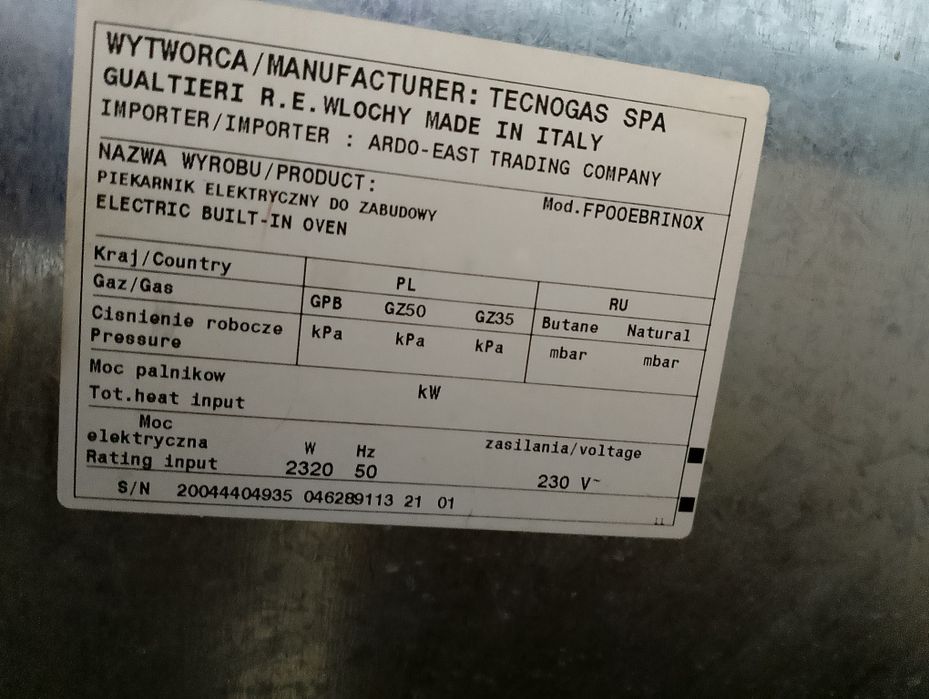 WYTWORCA/MANUFACTURER: TECNOGAS SPA
GUALTIERI R.E.WLOCHY MADE IN ITALY
IMPORTER/IMPORTER : ARDO-EAST TRADING COMPANY
NAZWA WYROBU/PRODUCT:
PIEKARNIK ELEKTRYCZNY DO ZABUDOWY
Mod.FPOOEBRINOX
ELECTRIC BUILT-IN OVEN
Kraj/Country PL RU
Gaz/Gas GPB GZ50 GZ35 Butane Natural
Cisnienie robocze kPa kPa kPa mbar mbar
Pressure
Moc palnikow
Tot.heat input kW
Moc
elektryczna W Hz zasilania/voltage
Rating input 2320 50 230 V~
S/N 20044404935 046289113 21 01
11